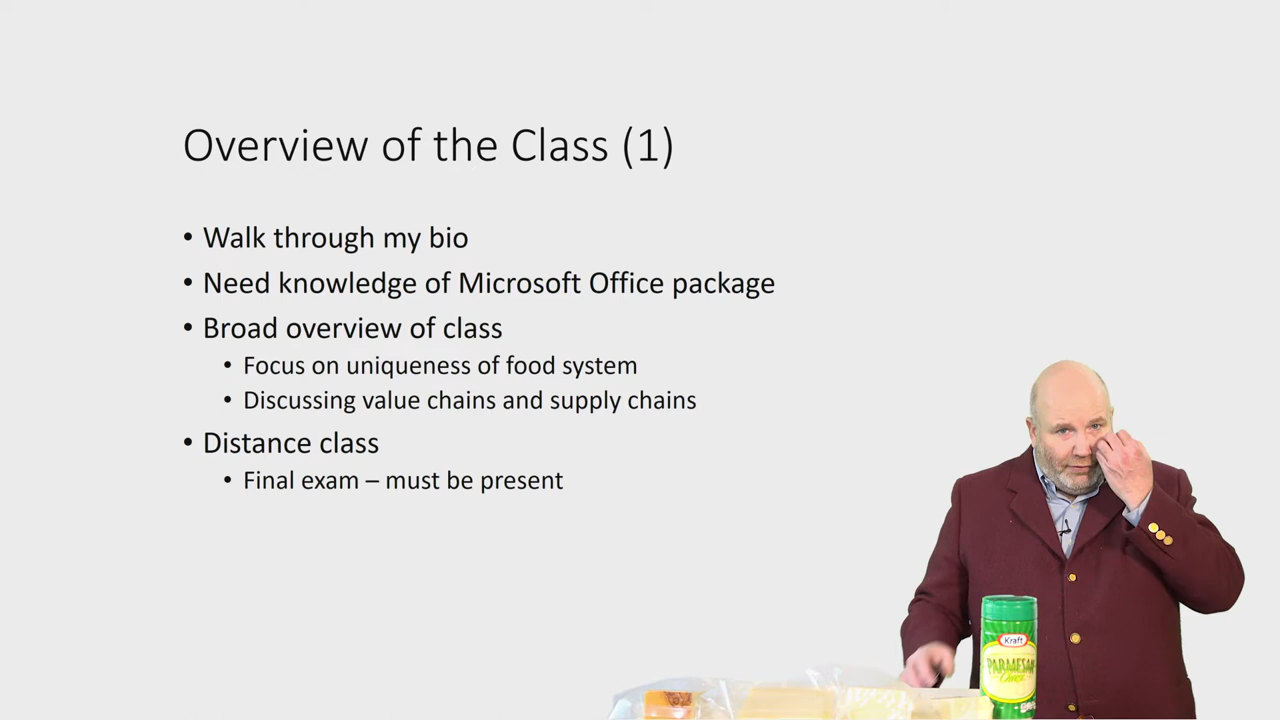 Overview of the Class (1)
• Walk through my bio
• Need knowledge of Microsoft Office package
• Broad overview of class
• Focus on uniqueness of food system
• Discussing value chains and supply chains
• Distance class
• Final exam – must be present
Kraft
PARMESAN
Cheese